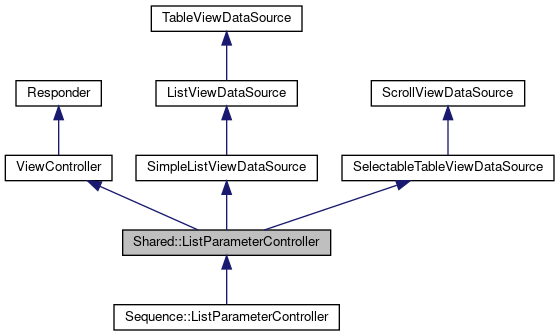 TableViewDataSource
Responder
ListViewDataSource
ScrollViewDataSource
ViewController
SimpleListViewDataSource
SelectableTableViewDataSource
Shared::ListParameterController
Sequence::ListParameterController